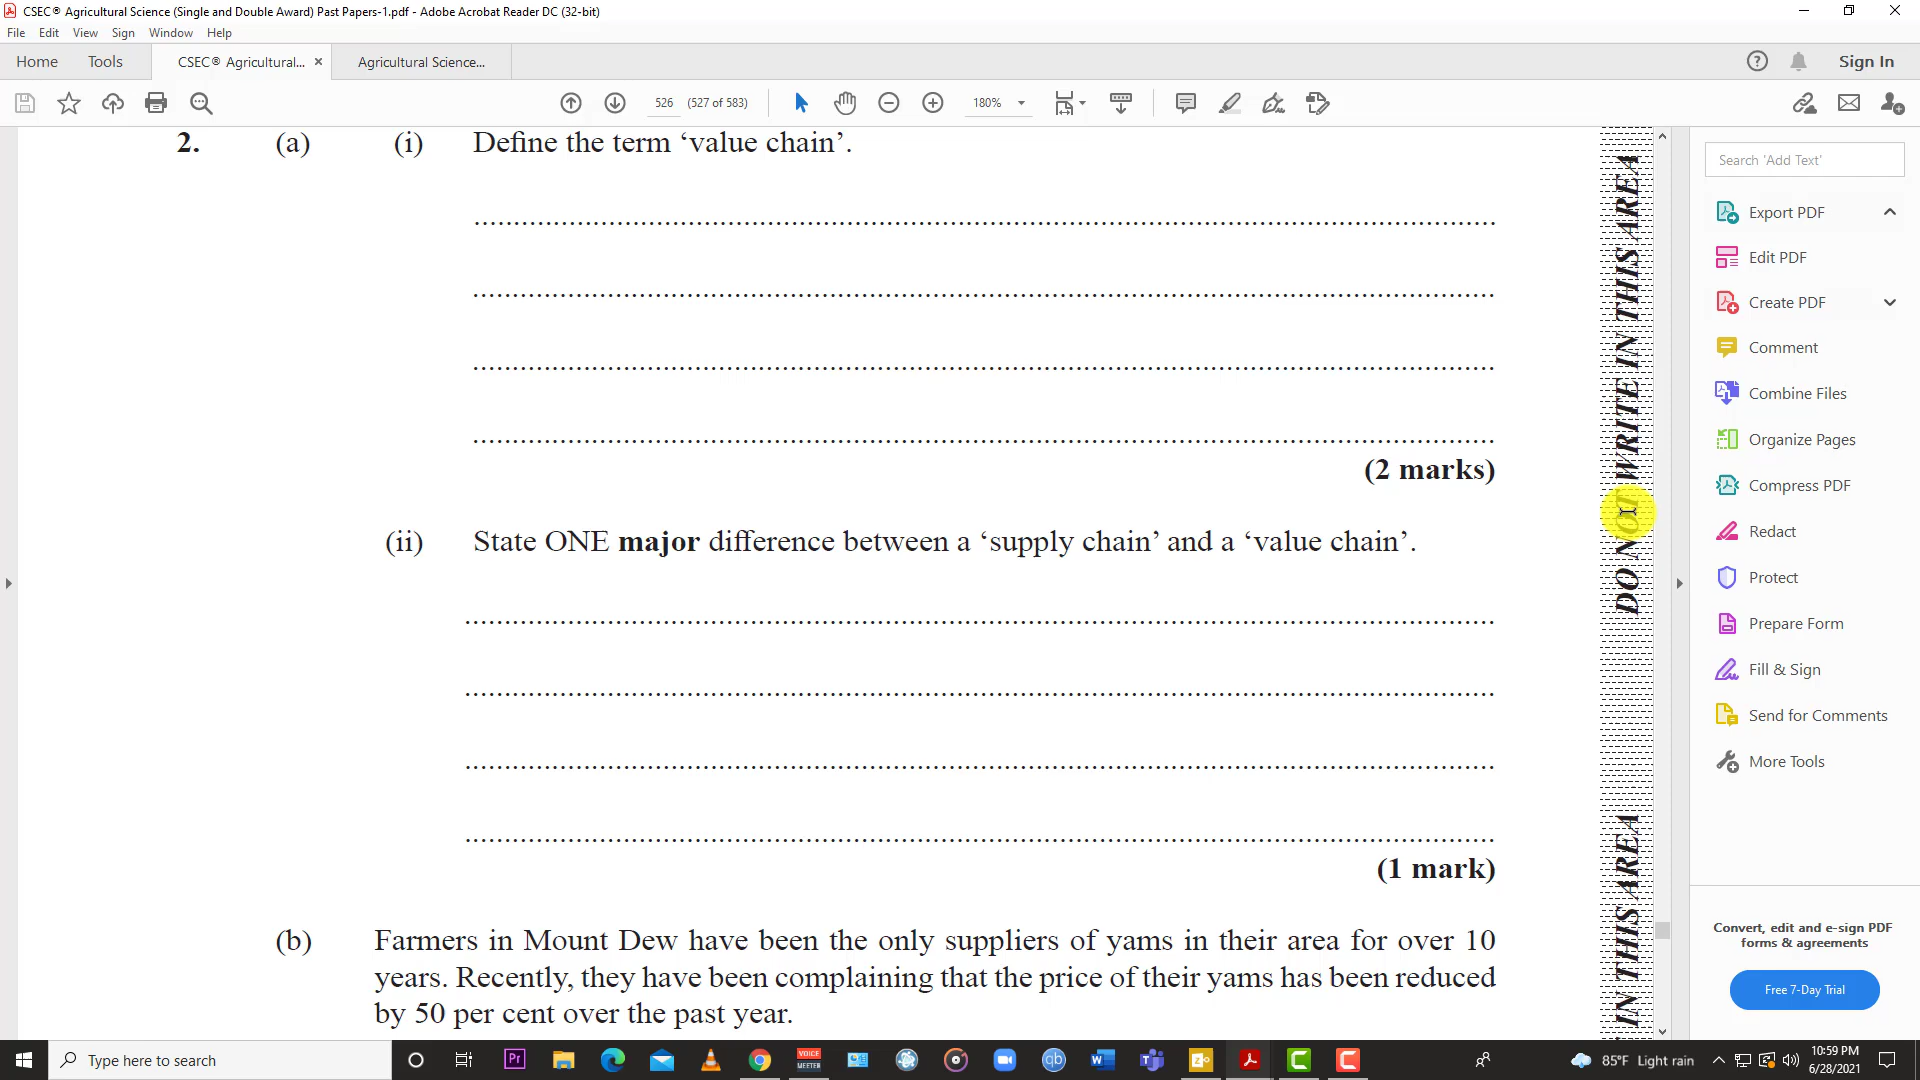 CSEC® Agricultural Science (Single and Double Award) Past Papers-1.pdf - Adobe Acrobat Reader DC (32-bit)
File Edit View Sign Window Help
Home Tools CSEC® Agricultural... × Agricultural Science... Sign In
526 (527 of 583) 180%
2. (a) (i) Define the term ‘value chain’.
(2 marks)
(ii) State ONE major difference between a ‘supply chain’ and a ‘value chain’.
(1 mark)
(b) Farmers in Mount Dew have been the only suppliers of yams in their area for over 10
years. Recently, they have been complaining that the price of their yams has been reduced
by 50 per cent over the past year.
DO NOT WRITE IN THIS AREA
IN THIS AREA
Search 'Add Text'
Export PDF
Edit PDF
Create PDF
Comment
Combine Files
Organize Pages
Compress PDF
Redact
Protect
Prepare Form
Fill & Sign
Send for Comments
More Tools
Convert, edit and e-sign PDF
forms & agreements
Free 7-Day Trial
Type here to search
Pr
VOICE
MEETER
qb
85°F Light rain
10:59 PM
6/28/2021